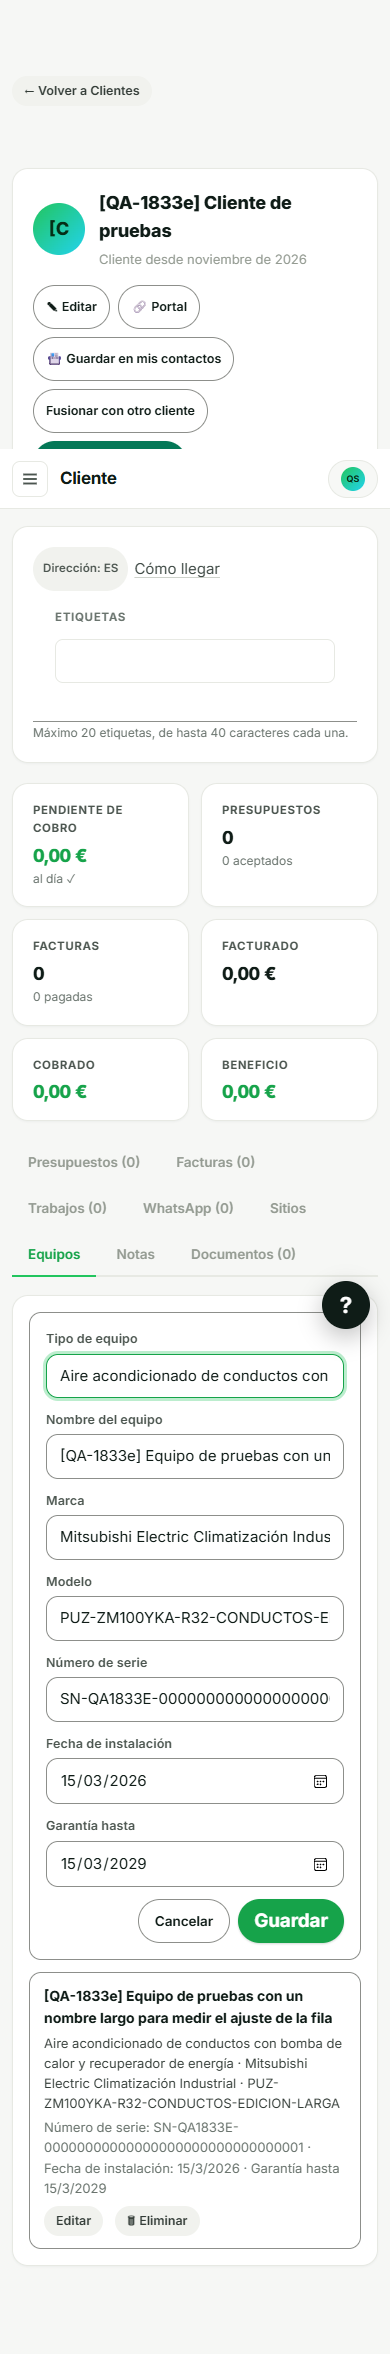 ← Volver a Clientes
[C
[QA-1833e] Cliente de
pruebas
Cliente desde noviembre de 2026
Editar
Portal
Guardar en mis contactos
Fusionar con otro cliente
Cliente
QS
Dirección: ES
Cómo llegar
ETIQUETAS
Máximo 20 etiquetas, de hasta 40 caracteres cada una.
PENDIENTE DE
COBRO
0,00 €
al día ✓
PRESUPUESTOS
0
0 aceptados
FACTURAS
0
0 pagadas
FACTURADO
0,00 €
COBRADO
0,00 €
BENEFICIO
0,00 €
Presupuestos (0)
Facturas (0)
Trabajos (0)
WhatsApp (0)
Sitios
Equipos
Notas
Documentos (0)
?
Tipo de equipo
Aire acondicionado de conductos con
Nombre del equipo
[QA-1833e] Equipo de pruebas con un
Marca
Mitsubishi Electric Climatización Indus
Modelo
PUZ-ZM100YKA-R32-CONDUCTOS-E
Número de serie
SN-QA1833E-0000000000000000000
Fecha de instalación
15/03/2026
Garantía hasta
15/03/2029
Cancelar
Guardar
[QA-1833e] Equipo de pruebas con un
nombre largo para medir el ajuste de la fila
Aire acondicionado de conductos con bomba de
calor y recuperador de energía · Mitsubishi
Electric Climatización Industrial · PUZ-
ZM100YKA-R32-CONDUCTOS-EDICION-LARGA
Número de serie: SN-QA1833E-
00000000000000000000000000000001 ·
Fecha de instalación: 15/3/2026 · Garantía hasta
15/3/2029
Editar
Eliminar